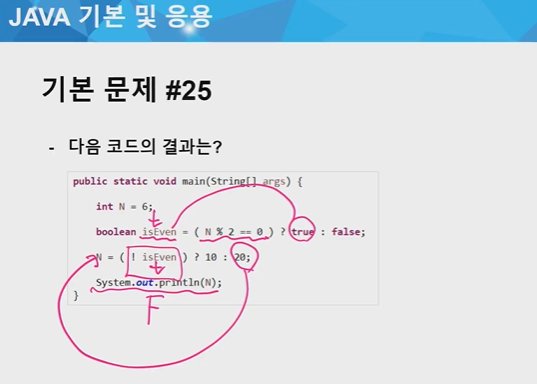 JAVA 기본 및 응용
기본 문제 #25
- 다음 코드의 결과는?
public static void main(String[] args) {
int N = 6;
boolean isEven = ( N % 2 == 0 ) ? true : false;
N = ( ! isEven ) ? 10 : 20;
System.out.println(N);
}
F